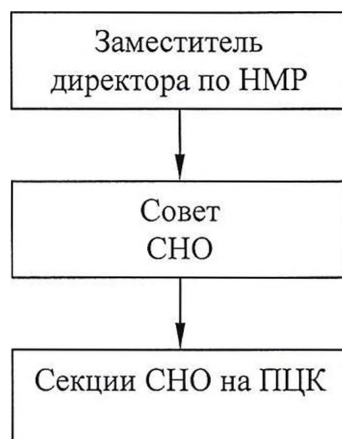 Заместитель
директора по НМР
Совет
СНО
Секции СНО на ПЦК